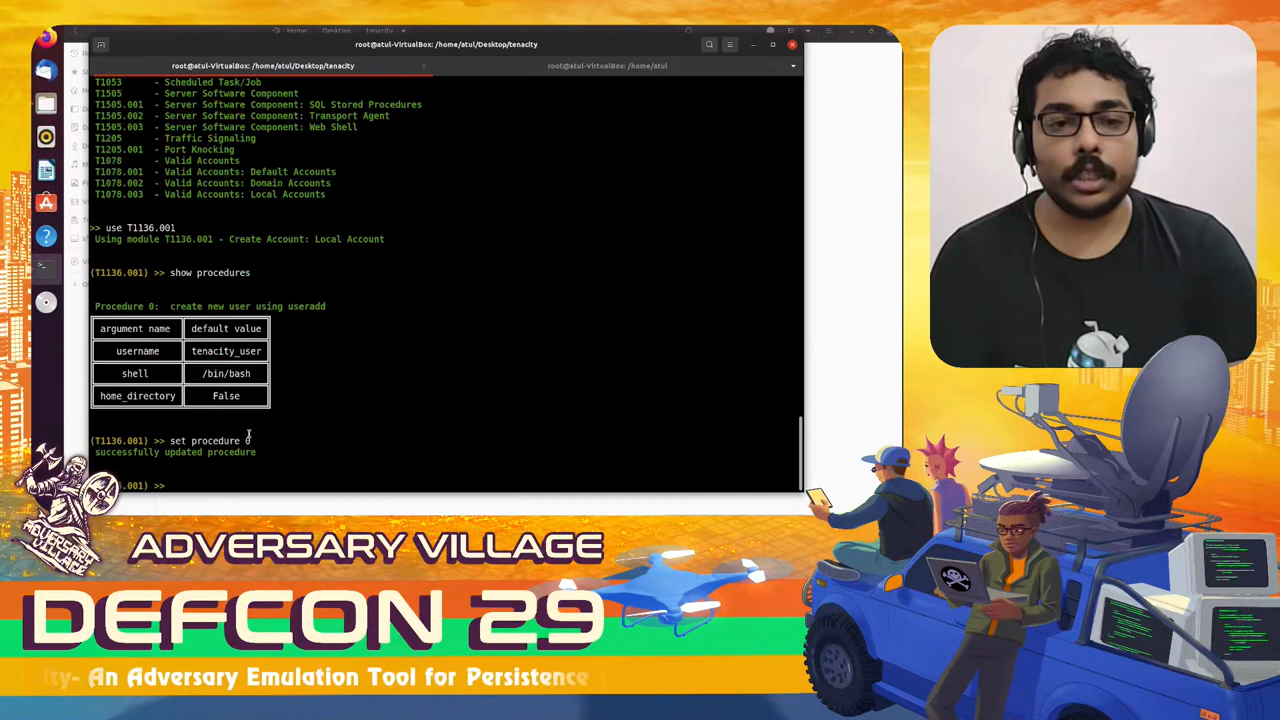 Home
Desktop
tenacity
root@atul-VirtualBox: /home/atul/Desktop/tenacity
root@atul-VirtualBox: /home/atul/Desktop/tenacity
root@atul-VirtualBox: /home/atul
T1053 - Scheduled Task/Job
T1505 - Server Software Component
T1505.001 - Server Software Component: SQL Stored Procedures
T1505.002 - Server Software Component: Transport Agent
T1505.003 - Server Software Component: Web Shell
T1205 - Traffic Signaling
T1205.001 - Port Knocking
T1078 - Valid Accounts
T1078.001 - Valid Accounts: Default Accounts
T1078.002 - Valid Accounts: Domain Accounts
T1078.003 - Valid Accounts: Local Accounts
>> use T1136.001
Using module T1136.001 - Create Account: Local Account
(T1136.001) >> show procedures
Procedure 0: create new user using useradd
argument name default value
username tenacity_user
shell /bin/bash
home_directory False
(T1136.001) >> set procedure 0
successfully updated procedure
.001) >>
ADVERSARY VILLAGE
ADVERSARY VILLAGE
DEFCON 29
ty- An Adversary Emulation Tool for Persistence